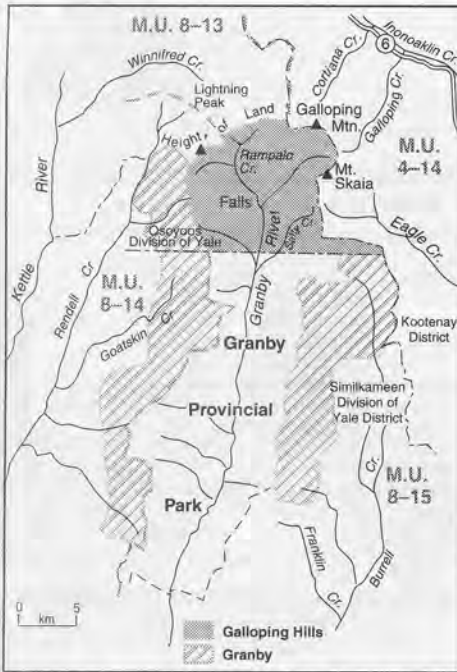 M.U. 8–13
Inonoaklin Cr.
6
Cortiana Cr.
Winnifred Cr.
Lightning
Peak
Galloping
Mtn.
Galloping Cr.
Height of Land
M.U.
4–14
Rampalo
Cr.
Mt.
Skaia
River
Falls
River
Salty Cr.
Eagle Cr.
Osoyoos
Division of Yale
Kettle
Rendell Cr.
M.U.
8–14
Goatskin Cr
Granby
Kootenay
District
Granby
Provincial
Park
Similkameen
Division of
Yale District
Cr.
M.U.
8–15
Franklin
Cr.
Burrell
0 5
km
Galloping Hills
Granby